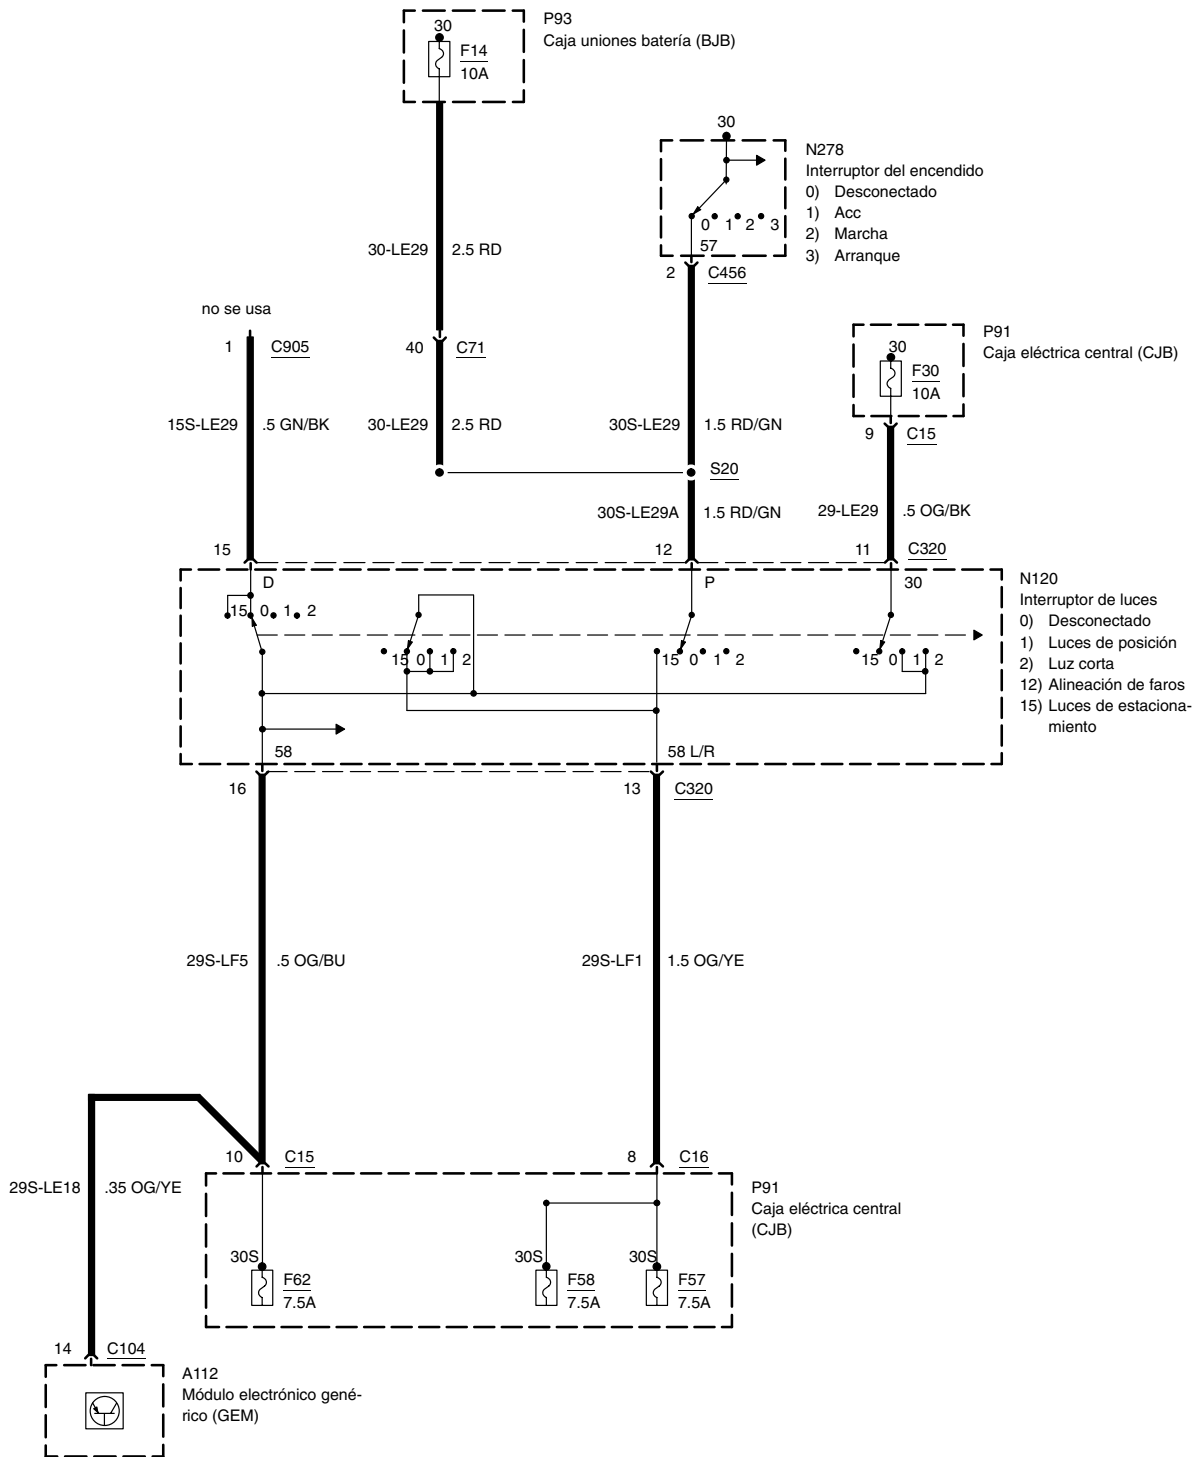 P93
Caja uniones batería (BJB)
30
F14
10A
30
N278
Interruptor del encendido
0) Desconectado
1) Acc
2) Marcha
3) Arranque
0 1 2 3
57
2 C456
30-LE29 2.5 RD
no se usa
1 C905
40 C71
P91
Caja eléctrica central (CJB)
30
F30
10A
9 C15
15S-LE29 .5 GN/BK
30-LE29 2.5 RD
30S-LE29 1.5 RD/GN
S20
30S-LE29A 1.5 RD/GN
29-LE29 .5 OG/BK
15 12 11 C320
D P 30
15 0 1 2
15 0 1 2
15 0 1 2
15 0 1 2
N120
Interruptor de luces
0) Desconectado
1) Luces de posición
2) Luz corta
12) Alineación de faros
15) Luces de estaciona-
miento
58 58 L/R
16 13 C320
29S-LF5 .5 OG/BU
29S-LF1 1.5 OG/YE
10 C15
8 C16
29S-LE18 .35 OG/YE
P91
Caja eléctrica central
(CJB)
30S
F62
7.5A
30S
F58
7.5A
30S
F57
7.5A
14 C104
A112
Módulo electrónico gené-
rico (GEM)